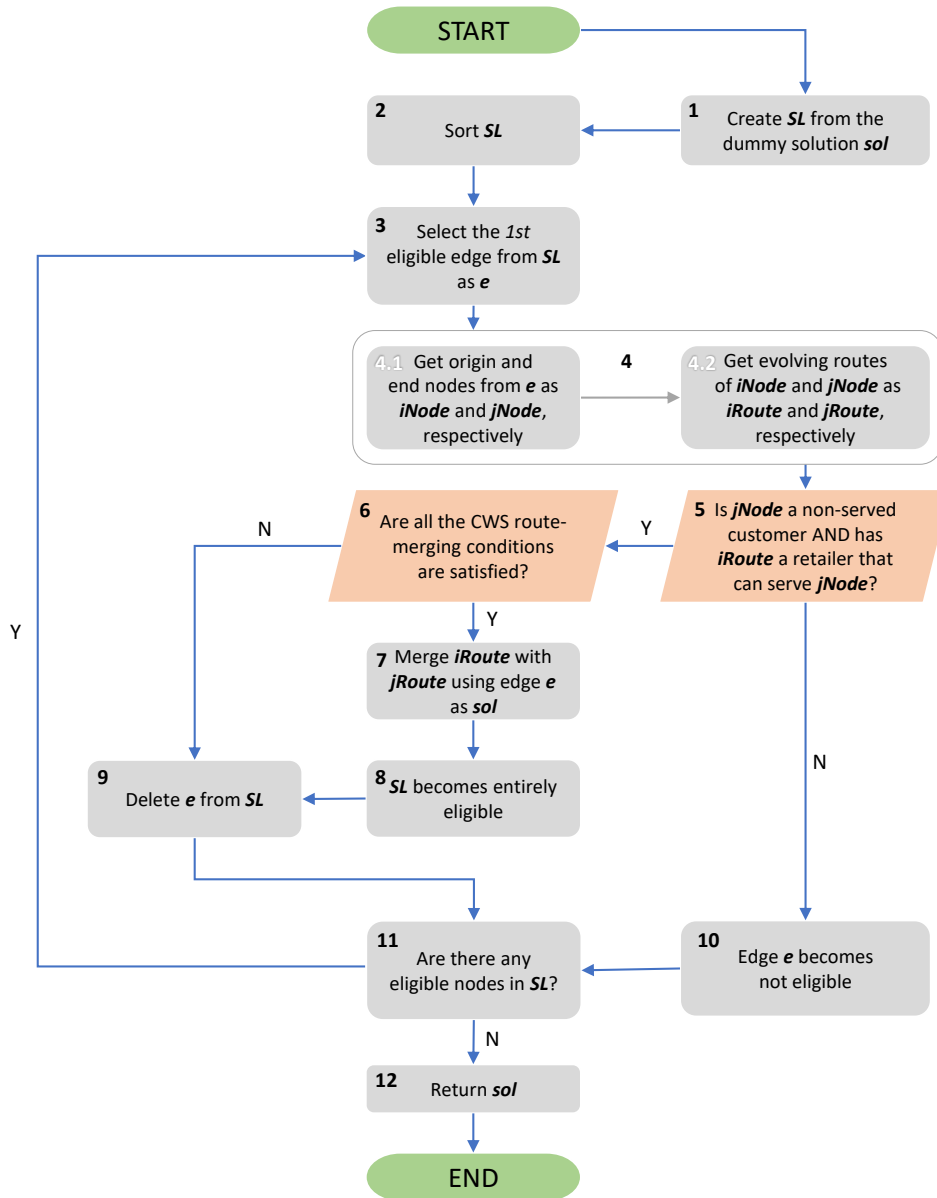 START
1
Create SL from the
dummy solution sol
2
Sort SL
3
Select the 1st
eligible edge from SL
as e
4
4.1
Get origin and
end nodes from e as
iNode and jNode,
respectively
4.2
Get evolving routes
of iNode and jNode as
iRoute and jRoute,
respectively
5
Is jNode a non-served
customer AND has
iRoute a retailer that
can serve jNode?
Y
N
6
Are all the CWS route-
merging conditions
are satisfied?
N
Y
7
Merge iRoute with
jRoute using edge e
as sol
8
SL becomes entirely
eligible
9
Delete e from SL
10
Edge e becomes
not eligible
11
Are there any
eligible nodes in SL?
Y
N
12
Return sol
END